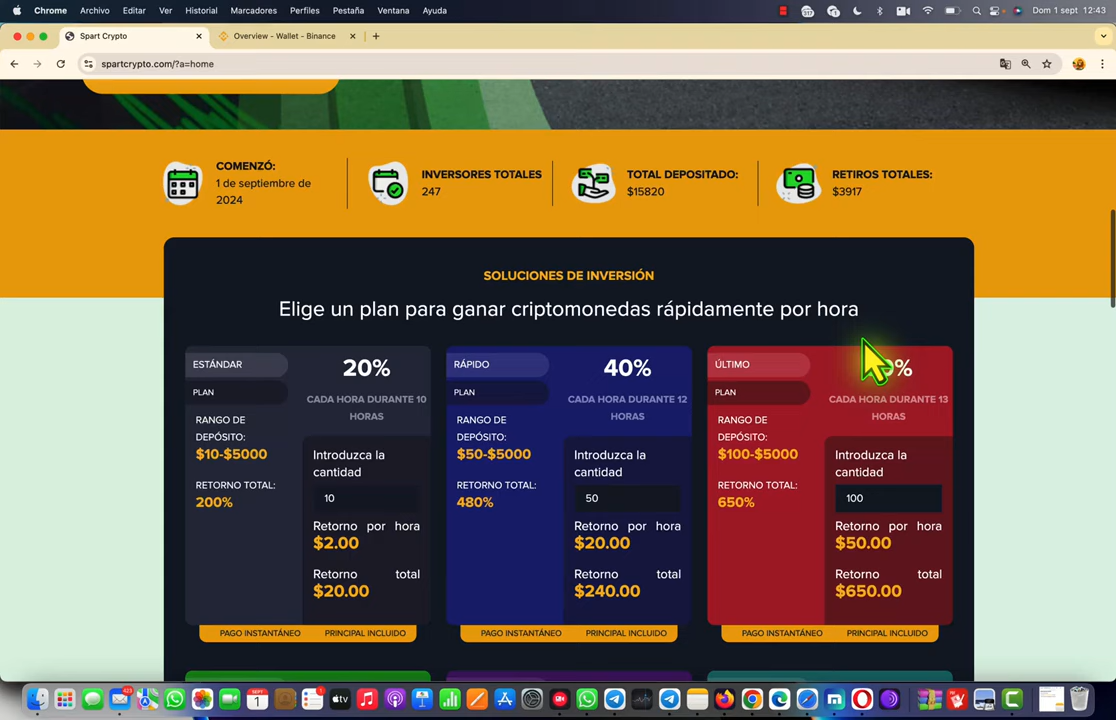 Chrome Archivo Editar Ver Historial Marcadores Perfiles Pestaña Ventana Ayuda Dom 1 sept 12:43
Spart Crypto Overview - Wallet - Binance
spartcrypto.com/?a=home
COMENZÓ:
1 de septiembre de
2024
INVERSORES TOTALES
247
TOTAL DEPOSITADO:
$15820
RETIROS TOTALES:
$3917
SOLUCIONES DE INVERSIÓN
Elige un plan para ganar criptomonedas rápidamente por hora
ESTÁNDAR
PLAN
20%
CADA HORA DURANTE 10
HORAS
RANGO DE
DEPÓSITO:
$10-$5000
RETORNO TOTAL:
200%
Introduzca la
cantidad
10
Retorno por hora
$2.00
Retorno total
$20.00
PAGO INSTANTÁNEO PRINCIPAL INCLUIDO
RÁPIDO
PLAN
40%
CADA HORA DURANTE 12
HORAS
RANGO DE
DEPÓSITO:
$50-$5000
RETORNO TOTAL:
480%
Introduzca la
cantidad
50
Retorno por hora
$20.00
Retorno total
$240.00
PAGO INSTANTÁNEO PRINCIPAL INCLUIDO
ÚLTIMO
PLAN
CADA HORA DURANTE 13
HORAS
RANGO DE
DEPÓSITO:
$100-$5000
RETORNO TOTAL:
650%
Introduzca la
cantidad
100
Retorno por hora
$50.00
Retorno total
$650.00
PAGO INSTANTÁNEO PRINCIPAL INCLUIDO